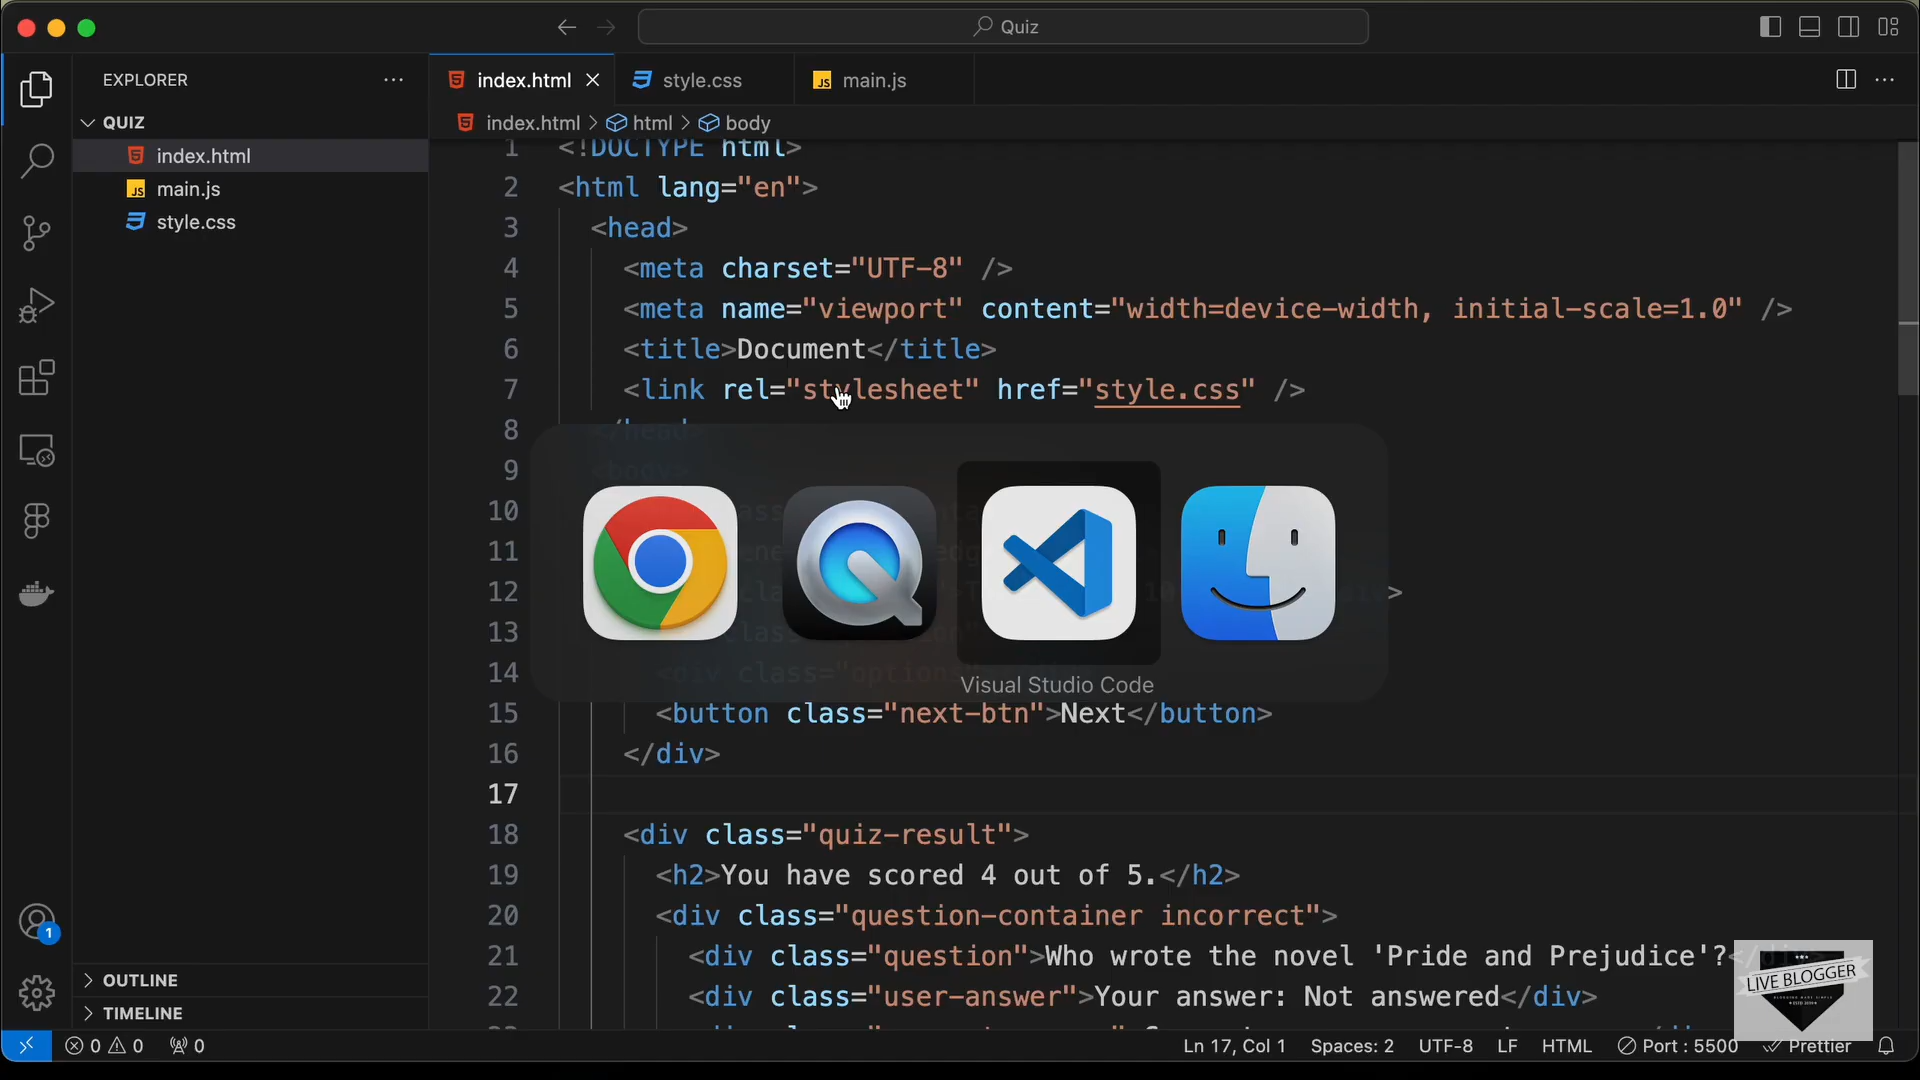 Quiz
EXPLORER
index.html
style.css
main.js
QUIZ
index.html > html > body
index.html
main.js
style.css
1 <!DOCTYPE html>
2 <html lang="en">
3 <head>
4 <meta charset="UTF-8" />
5 <meta name="viewport" content="width=device-width, initial-scale=1.0" />
6 <title>Document</title>
7 <link rel="stylesheet" href="style.css" />
8 </head>
9 <body>
10
11
12
13
14 <div class="option
Visual Studio Code
15 <button class="next-btn">Next</button>
16 </div>
17
18 <div class="quiz-result">
19 <h2>You have scored 4 out of 5.</h2>
20 <div class="question-container incorrect">
21 <div class="question">Who wrote the novel 'Pride and Prejudice'?</
22 <div class="user-answer">Your answer: Not answered</div>
OUTLINE
TIMELINE
1
LIVE BLOGGER
0 0 0
Ln 17, Col 1
Spaces: 2
UTF-8
LF
HTML
Port : 5500
Prettier